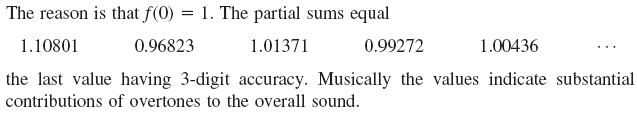 The reason is that f(0) = 1. The partial sums equal
1.10801 0.96823 1.01371 0.99272 1.00436 ...
the last value having 3-digit accuracy. Musically the values indicate substantial
contributions of overtones to the overall sound.